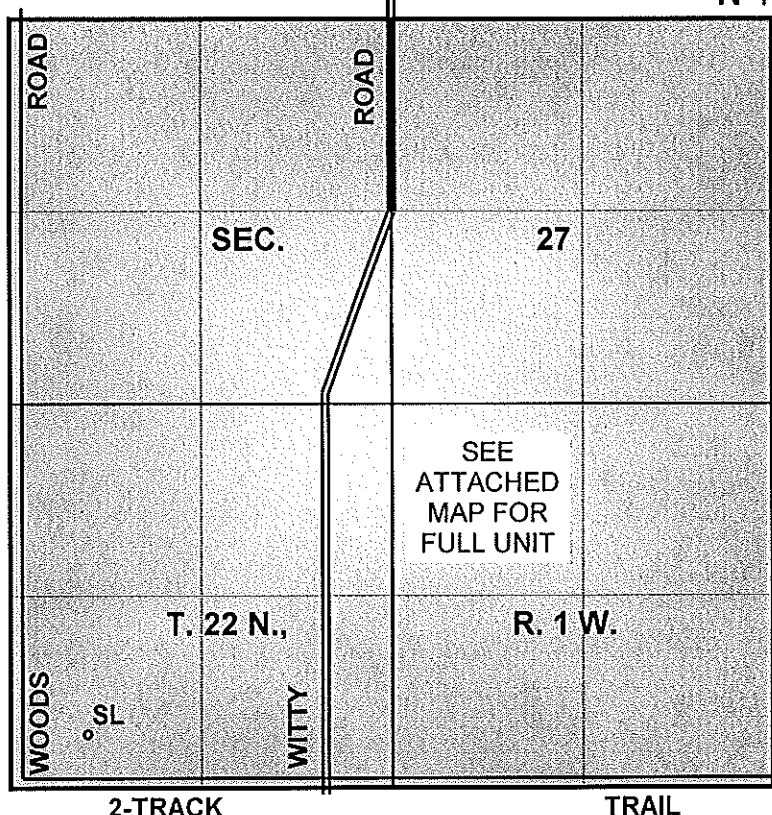 N
ROAD
ROAD
SEC. 27
SEE
ATTACHED
MAP FOR
FULL UNIT
T. 22 N., R. 1 W.
WOODS
SL
WITTY
2-TRACK TRAIL